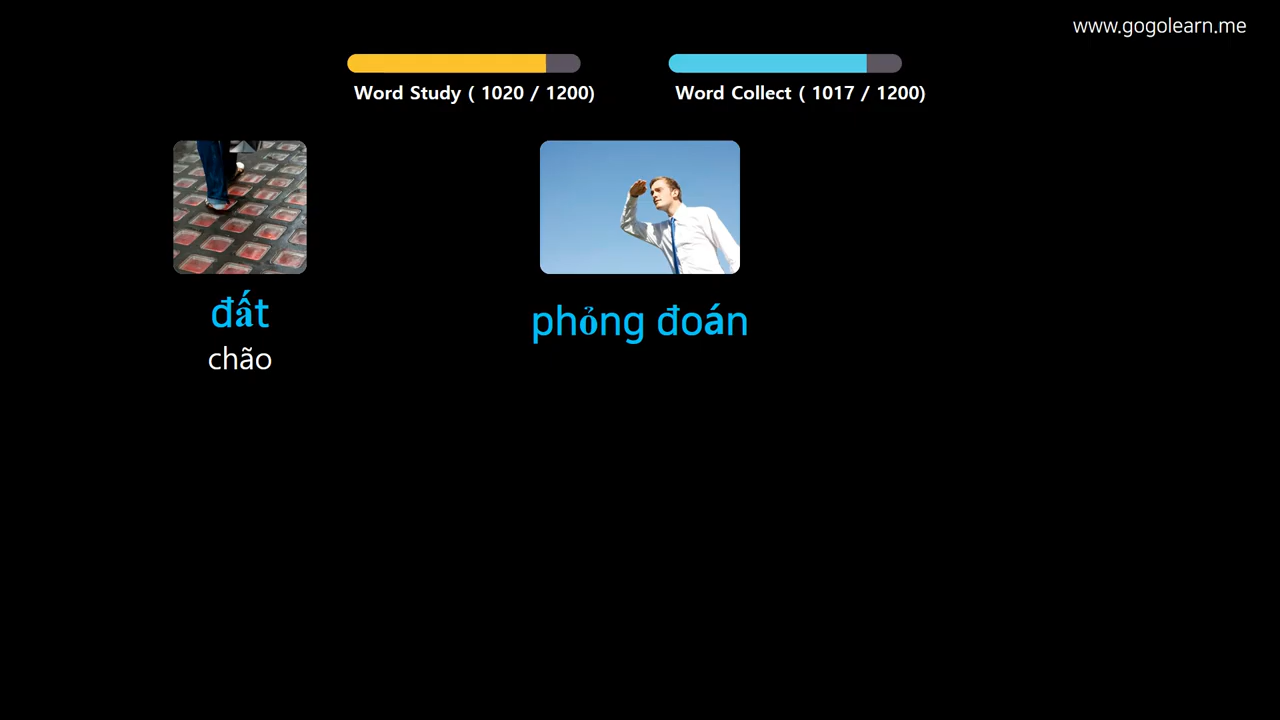 www.gogolearn.me
Word Study ( 1020 / 1200)
Word Collect ( 1017 / 1200)
đất
chão
phỏng đoán